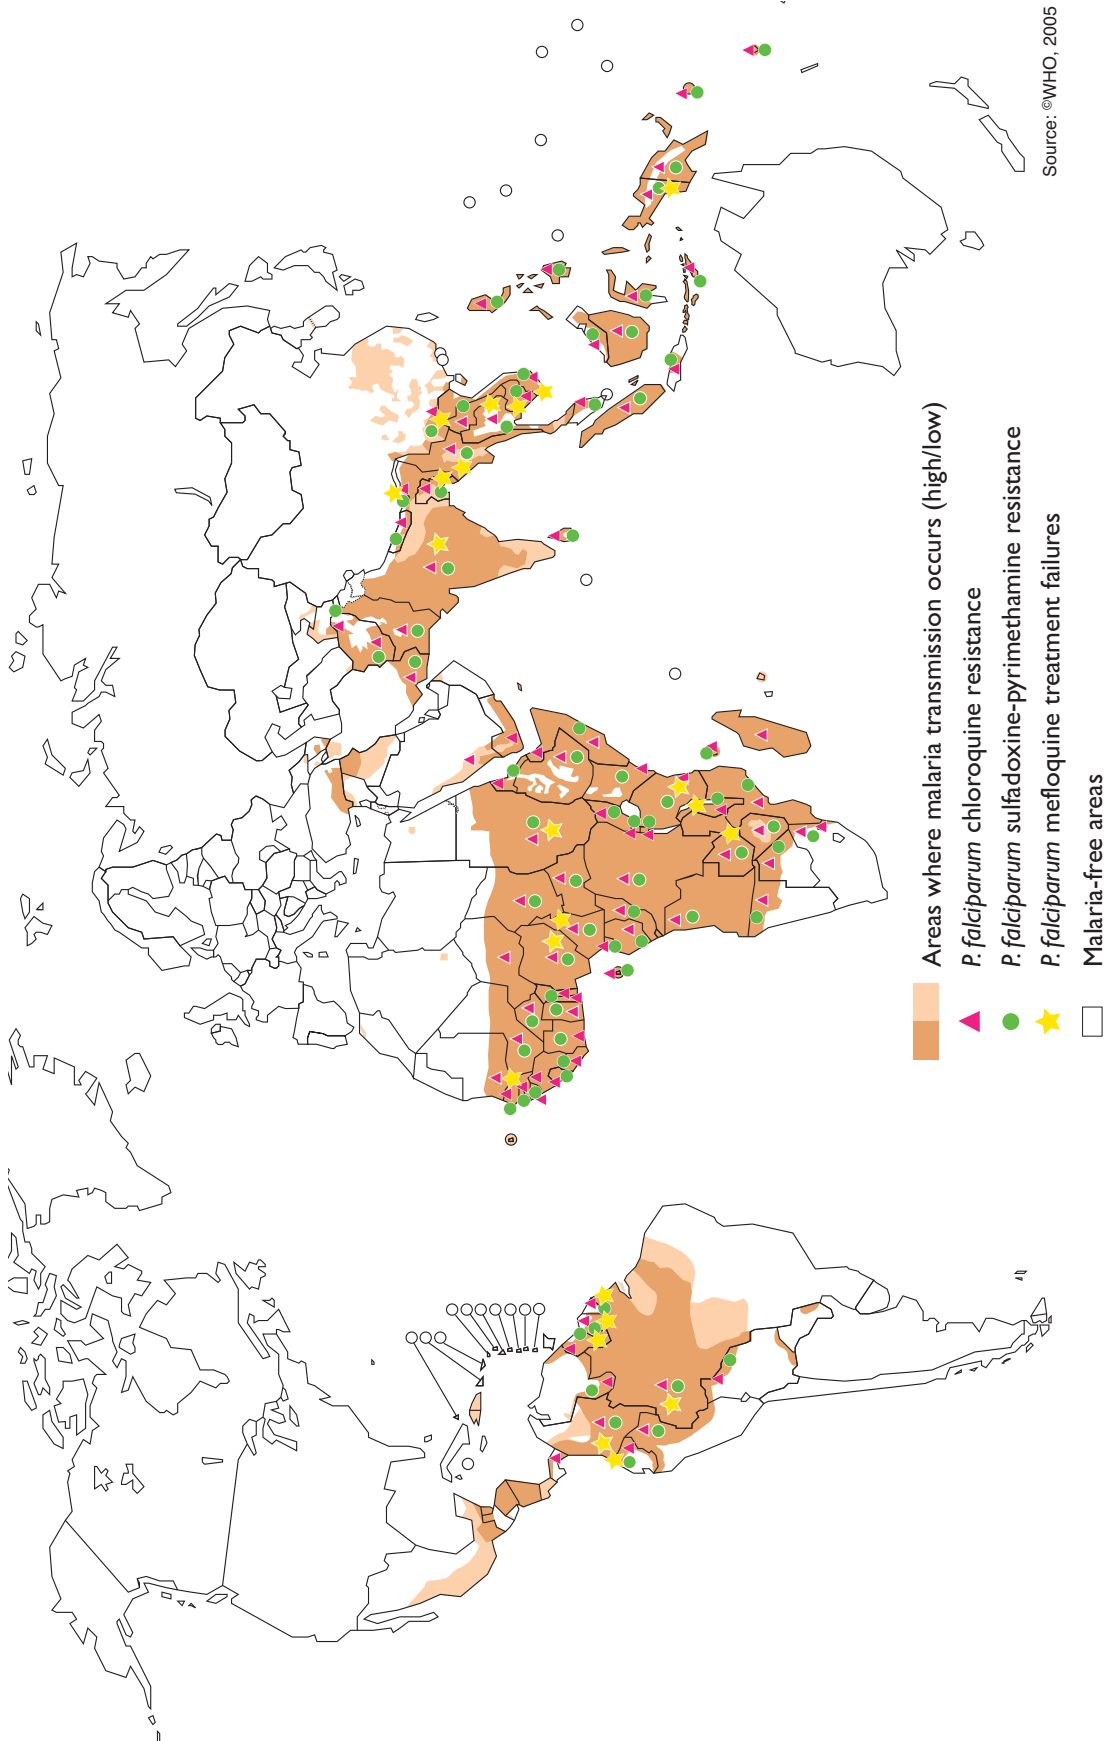 Areas where malaria transmission occurs (high/low)
P. falciparum chloroquine resistance
P. falciparum sulfadoxine-pyrimethamine resistance
P. falciparum mefloquine treatment failures
Malaria-free areas
Source: ©WHO, 2005